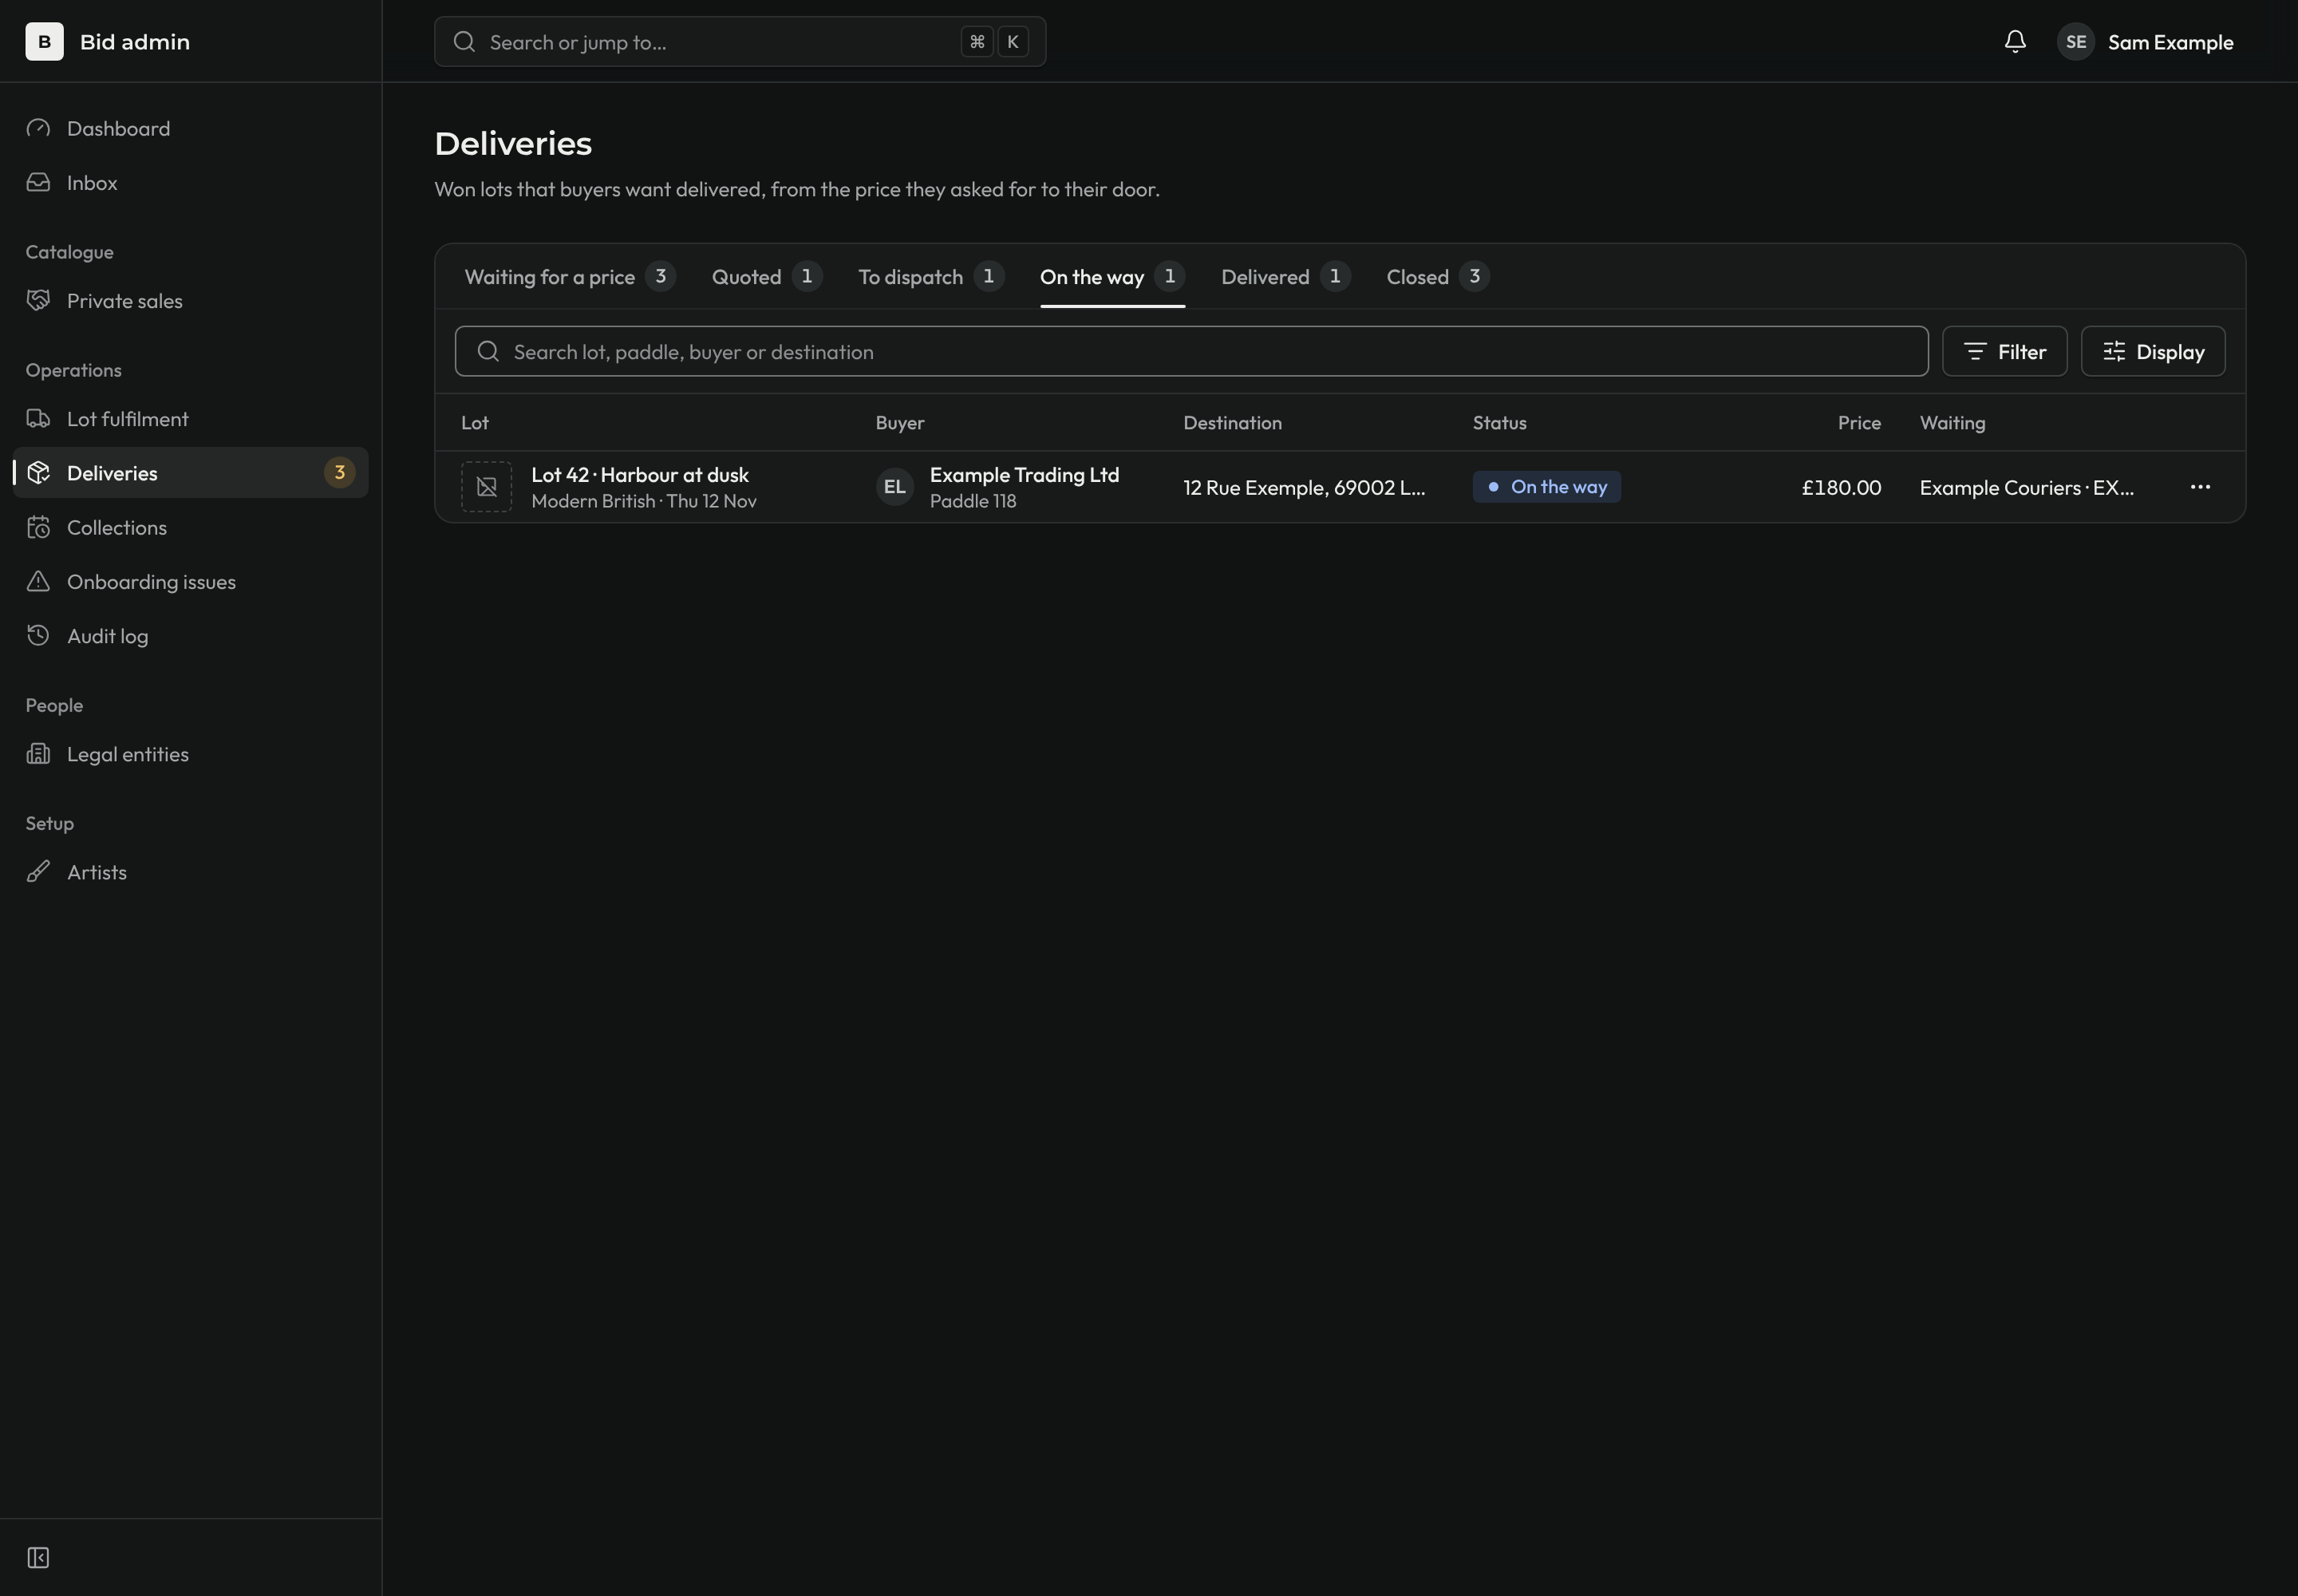 B Bid admin
Search or jump to... ⌘ K
SE Sam Example
Dashboard
Inbox
Catalogue
Private sales
Operations
Lot fulfilment
Deliveries 3
Collections
Onboarding issues
Audit log
People
Legal entities
Setup
Artists
Deliveries
Won lots that buyers want delivered, from the price they asked for to their door.
Waiting for a price 3 Quoted 1 To dispatch 1 On the way 1 Delivered 1 Closed 3
Search lot, paddle, buyer or destination
Filter Display
Lot Buyer Destination Status Price Waiting
Lot 42 · Harbour at dusk
Modern British · Thu 12 Nov
EL Example Trading Ltd
Paddle 118
12 Rue Exemple, 69002 L...
On the way
£180.00
Example Couriers · EX...